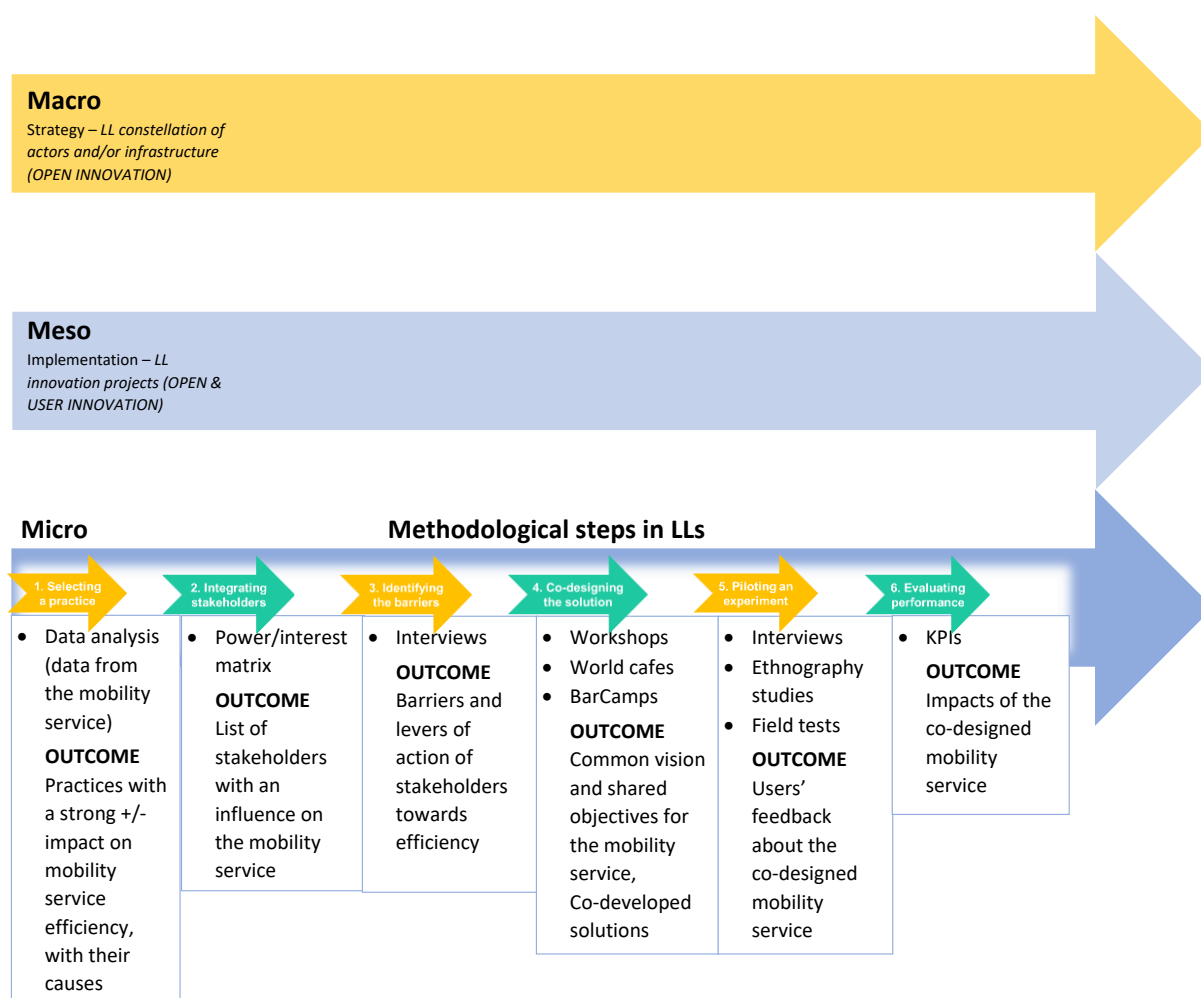 Macro
Strategy – LL constellation of
actors and/or infrastructure
(OPEN INNOVATION)
Meso
Implementation – LL
innovation projects (OPEN &
USER INNOVATION)
Micro
Methodological steps in LLs
1. Selecting
a practice
2. Integrating
stakeholders
3. Identifying
the barriers
4. Co-designing
the solution
5. Piloting an
experiment
6. Evaluating
performance
• Data analysis
(data from
the mobility
service)
OUTCOME
Practices with
a strong +/-
impact on
mobility
service
efficiency,
with their
causes
• Power/interest
matrix
OUTCOME
List of
stakeholders
with an
influence on
the mobility
service
• Interviews
OUTCOME
Barriers and
levers of
action of
stakeholders
towards
efficiency
• Workshops
• World cafes
• BarCamps
OUTCOME
Common vision
and shared
objectives for
the mobility
service,
Co-developed
solutions
• Interviews
• Ethnography
studies
• Field tests
OUTCOME
Users'
feedback
about the
co-designed
mobility
service
• KPIs
OUTCOME
Impacts of the
co-designed
mobility
service